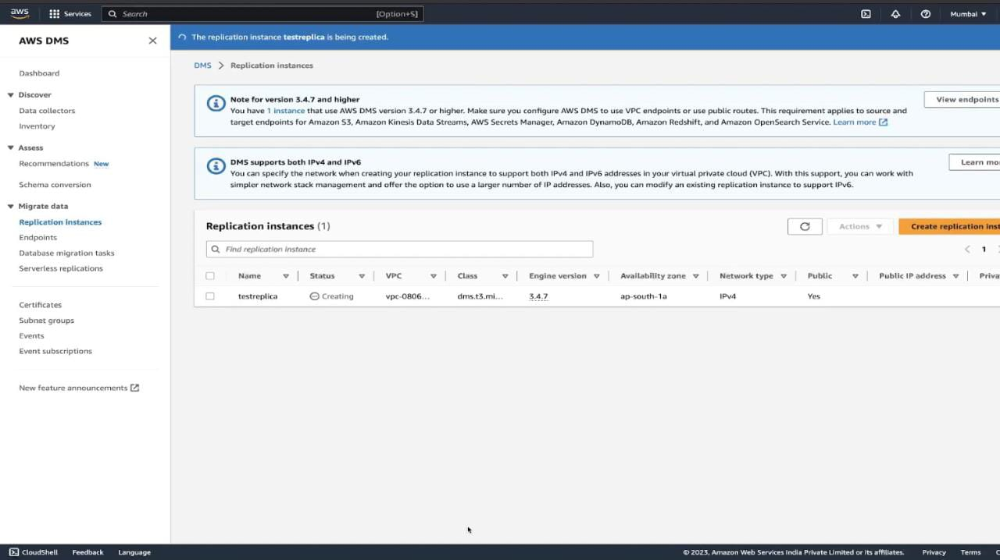 aws
Services
Search
[Option+S]
Mumbai
AWS DMS
Dashboard
Discover
Data collectors
Inventory
Assess
Recommendations New
Schema conversion
Migrate data
Replication instances
Endpoints
Database migration tasks
Serverless replications
Certificates
Subnet groups
Events
Event subscriptions
New feature announcements
The replication instance testreplica is being created.
DMS > Replication instances
Note for version 3.4.7 and higher
You have 1 instance that use AWS DMS version 3.4.7 or higher. Make sure you configure AWS DMS to use VPC endpoints or use public routes. This requirement applies to source and
target endpoints for Amazon S3, Amazon Kinesis Data Streams, AWS Secrets Manager, Amazon DynamoDB, Amazon Redshift, and Amazon OpenSearch Service. Learn more
View endpoints
DMS supports both IPv4 and IPv6
You can specify the network when creating your replication instance to support both IPv4 and IPv6 addresses in your virtual private cloud (VPC). With this support, you can work with
simpler network stack management and offer the option to use a larger number of IP addresses. Also, you can modify an existing replication instance to support IPv6.
Learn mo
Replication instances (1)
Actions
Create replication inst
Find replication instance
1
Name Status VPC Class Engine version Availability zone Network type Public Public IP address Priva
testreplica Creating vpc-0806... dms.t3.mi... 3.4.7 ap-south-1a IPv4 Yes
CloudShell Feedback Language
© 2023, Amazon Web Services India Private Limited or its affiliates. Privacy Terms C